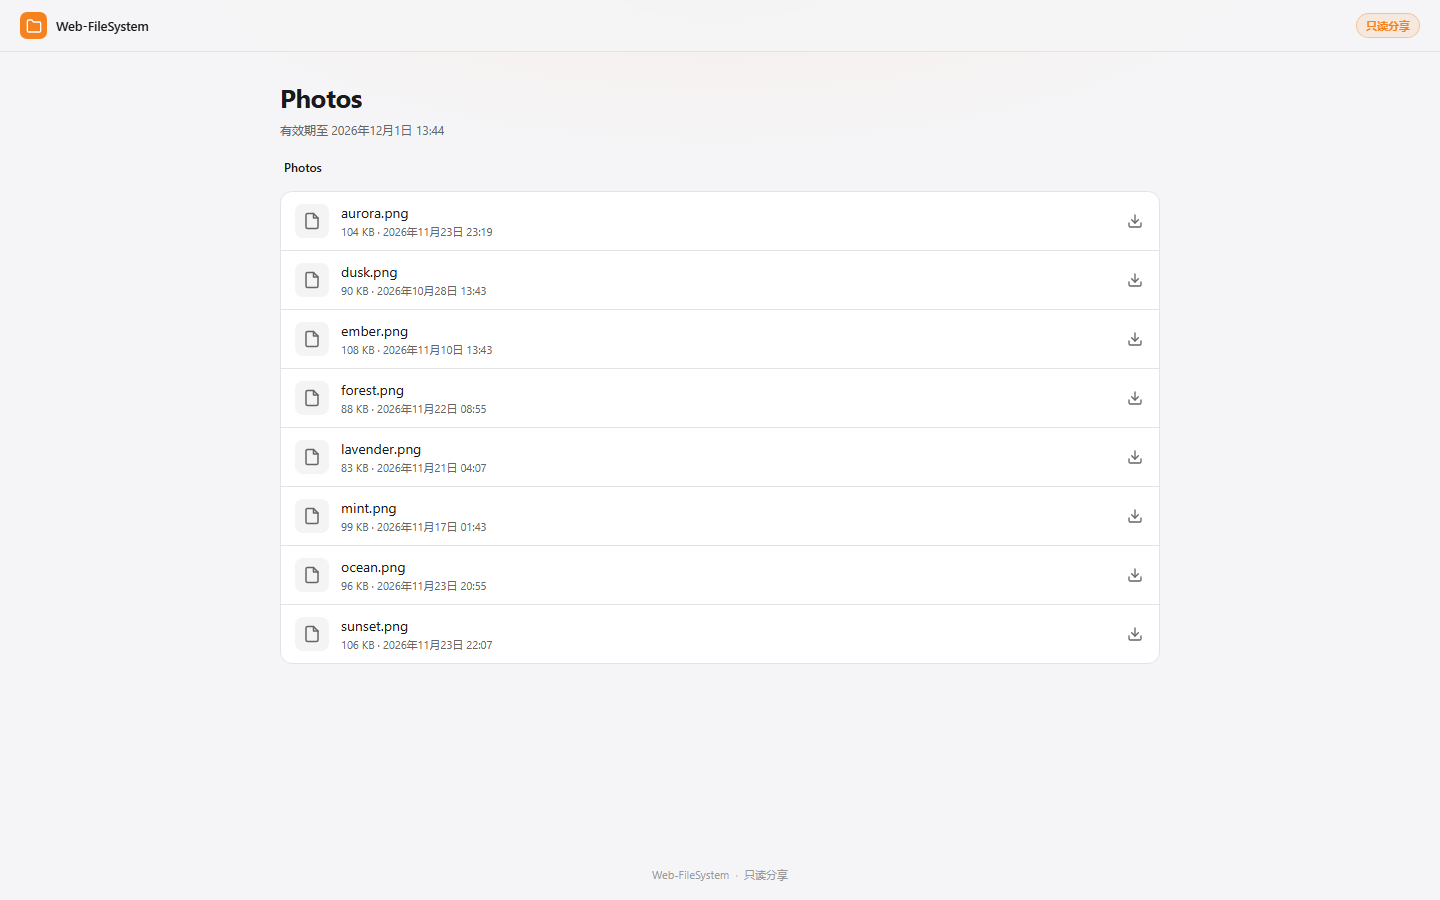 Web-FileSystem
只读分享
Photos
有效期至 2026年12月1日 13:44
Photos
aurora.png
104 KB · 2026年11月23日 23:19
dusk.png
90 KB · 2026年10月28日 13:43
ember.png
108 KB · 2026年11月10日 13:43
forest.png
88 KB · 2026年11月22日 08:55
lavender.png
83 KB · 2026年11月21日 04:07
mint.png
99 KB · 2026年11月17日 01:43
ocean.png
96 KB · 2026年11月23日 20:55
sunset.png
106 KB · 2026年11月23日 22:07
Web-FileSystem · 只读分享